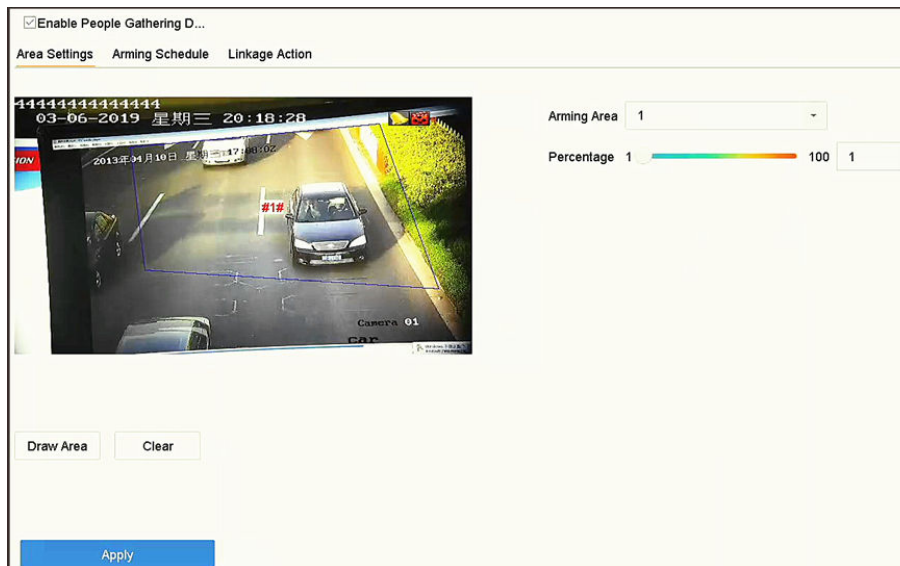 Enable People Gathering D...
Area Settings Arming Schedule Linkage Action
44444444444444
03-06-2019 星期三 20:18:28
ION
2013年04月10日 星期三 17:08:02
#1#
Camera 01
car
Arming Area 1
Percentage 1 100 1
Draw Area Clear
Apply